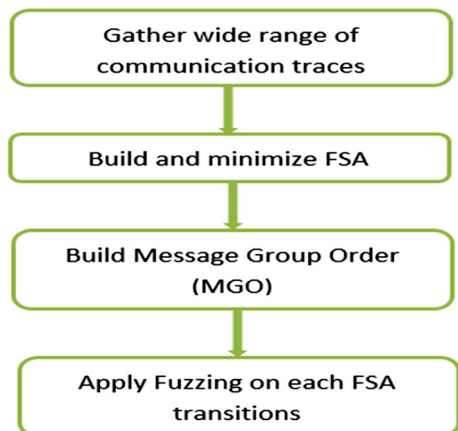 Gather wide range of
communication traces
Build and minimize FSA
Build Message Group Order
(MGO)
Apply Fuzzing on each FSA
transitions